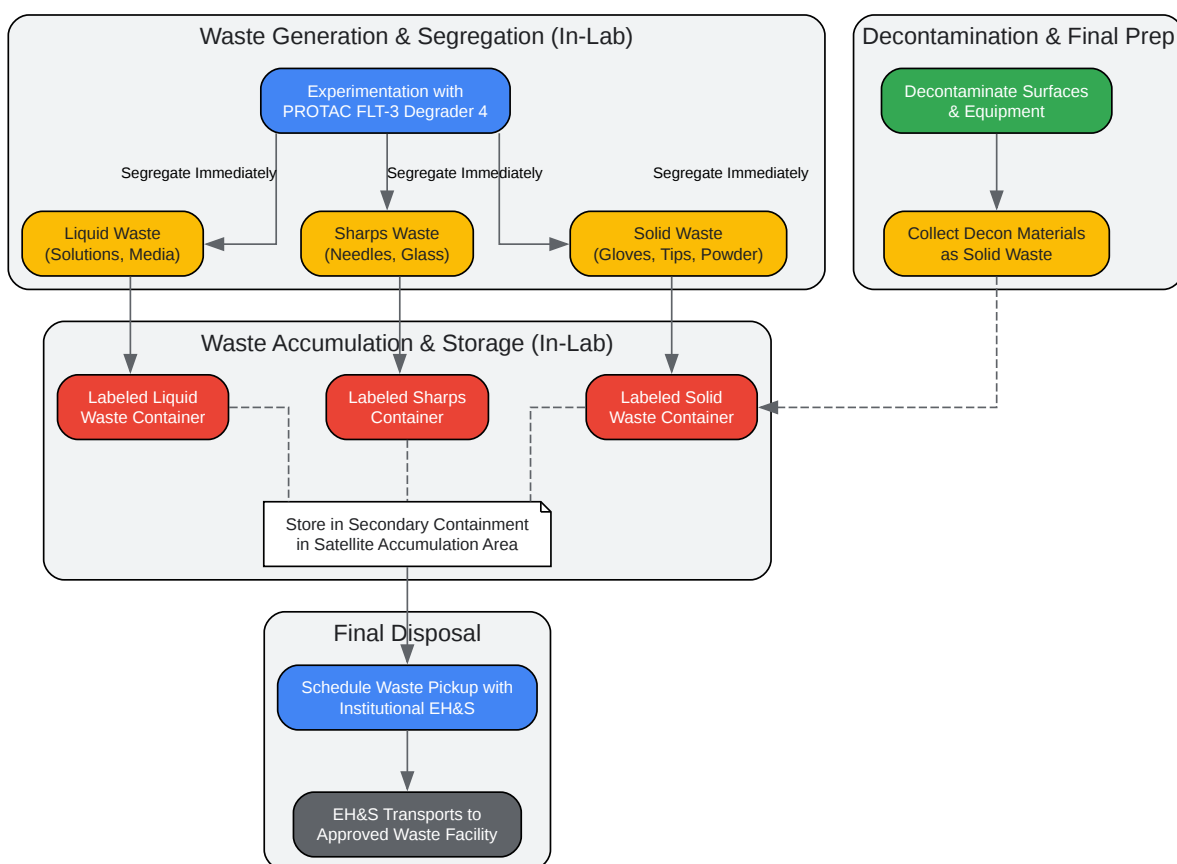 Waste Generation & Segregation (In-Lab)
Decontamination & Final Prep
Experimentation with
PROTAC FLT-3 Degrader 4
Decontaminate Surfaces
& Equipment
Segregate Immediately
Segregate Immediately
Segregate Immediately
Liquid Waste
(Solutions, Media)
Sharps Waste
(Needles, Glass)
Solid Waste
(Gloves, Tips, Powder)
Collect Decon Materials
as Solid Waste
Waste Accumulation & Storage (In-Lab)
Labeled Liquid
Waste Container
Labeled Sharps
Container
Labeled Solid
Waste Container
Store in Secondary Containment
in Satellite Accumulation Area
Final Disposal
Schedule Waste Pickup with
Institutional EH&S
EH&S Transports to
Approved Waste Facility